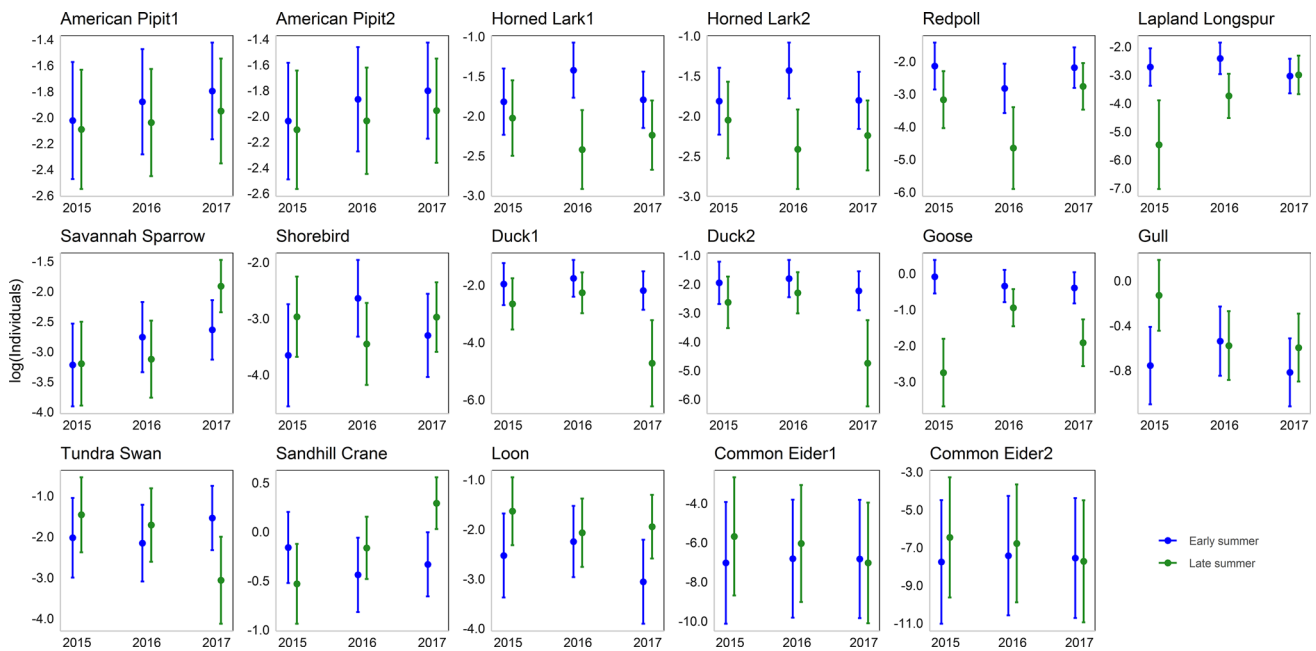 American Pipit1
American Pipit2
Horned Lark1
Horned Lark2
Redpoll
Lapland Longspur
-1.4
-1.6
-1.8
-2.0
-2.2
-2.4
-2.6
2015 2016 2017
-1.4
-1.6
-1.8
-2.0
-2.2
-2.4
-2.6
2015 2016 2017
-1.0
-1.5
-2.0
-2.5
-3.0
2015 2016 2017
-1.0
-1.5
-2.0
-2.5
-3.0
2015 2016 2017
-2.0
-3.0
-4.0
-5.0
-6.0
2015 2016 2017
-2.0
-3.0
-4.0
-5.0
-6.0
-7.0
2015 2016 2017
log(Individuals)
Savannah Sparrow
Shorebird
Duck1
Duck2
Goose
Gull
-1.5
-2.0
-2.5
-3.0
-3.5
-4.0
2015 2016 2017
-2.0
-3.0
-4.0
2015 2016 2017
-2.0
-4.0
-6.0
2015 2016 2017
-1.0
-2.0
-3.0
-4.0
-5.0
-6.0
2015 2016 2017
0.0
-1.0
-2.0
-3.0
2015 2016 2017
0.0
-0.4
-0.8
2015 2016 2017
Tundra Swan
Sandhill Crane
Loon
Common Eider1
Common Eider2
-1.0
-2.0
-3.0
-4.0
2015 2016 2017
0.5
0.0
-0.5
-1.0
2015 2016 2017
-1.0
-2.0
-3.0
-4.0
2015 2016 2017
-4.0
-6.0
-8.0
-10.0
2015 2016 2017
-3.0
-5.0
-7.0
-9.0
-11.0
2015 2016 2017
Early summer
Late summer